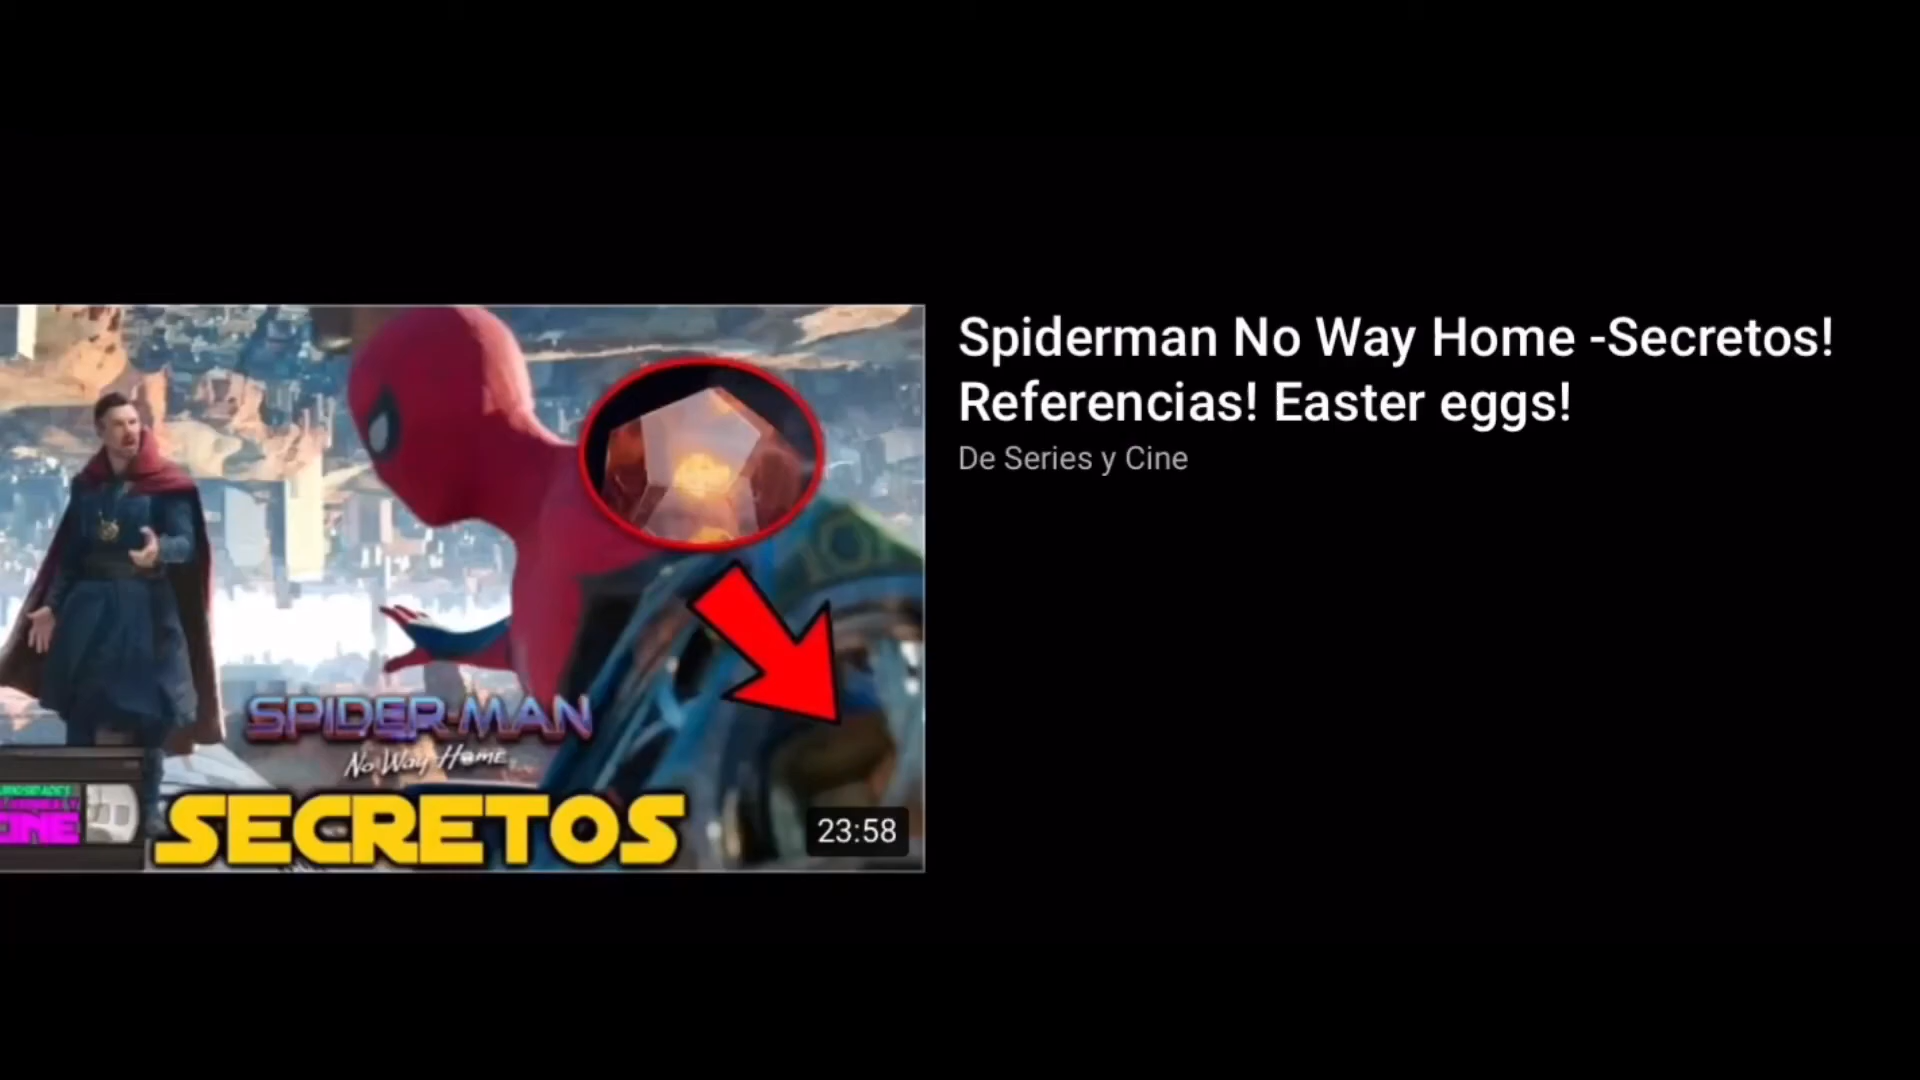 Spiderman No Way Home -Secretos!
Referencias! Easter eggs!
De Series y Cine
SPIDER-MAN
No Way Home
CINE
SECRETOS
23:58